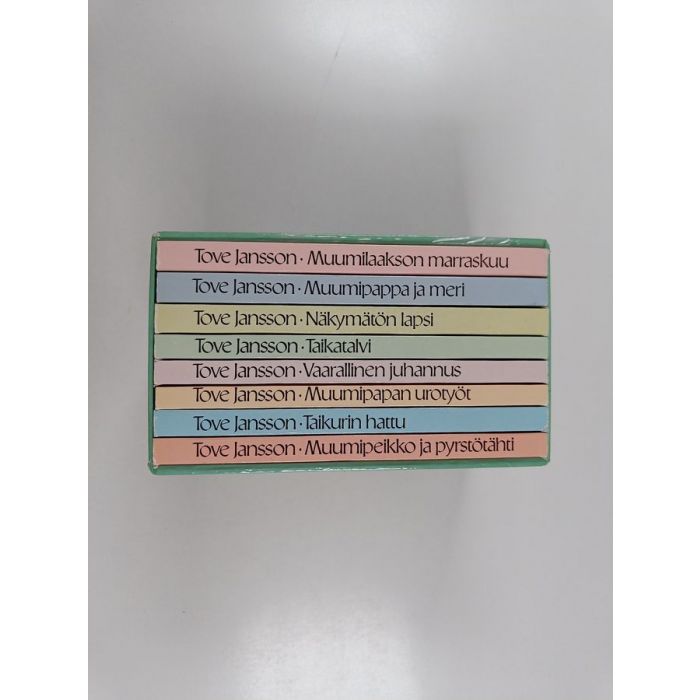 Tove Jansson · Muumilaakson marraskuu
Tove Jansson · Muumipappa ja meri
Tove Jansson · Näkymätön lapsi
Tove Jansson · Taikatalvi
Tove Jansson · Vaarallinen juhannus
Tove Jansson · Muumipapan urotyöt
Tove Jansson · Taikurin hattu
Tove Jansson · Muumipeikko ja pyrstötähti